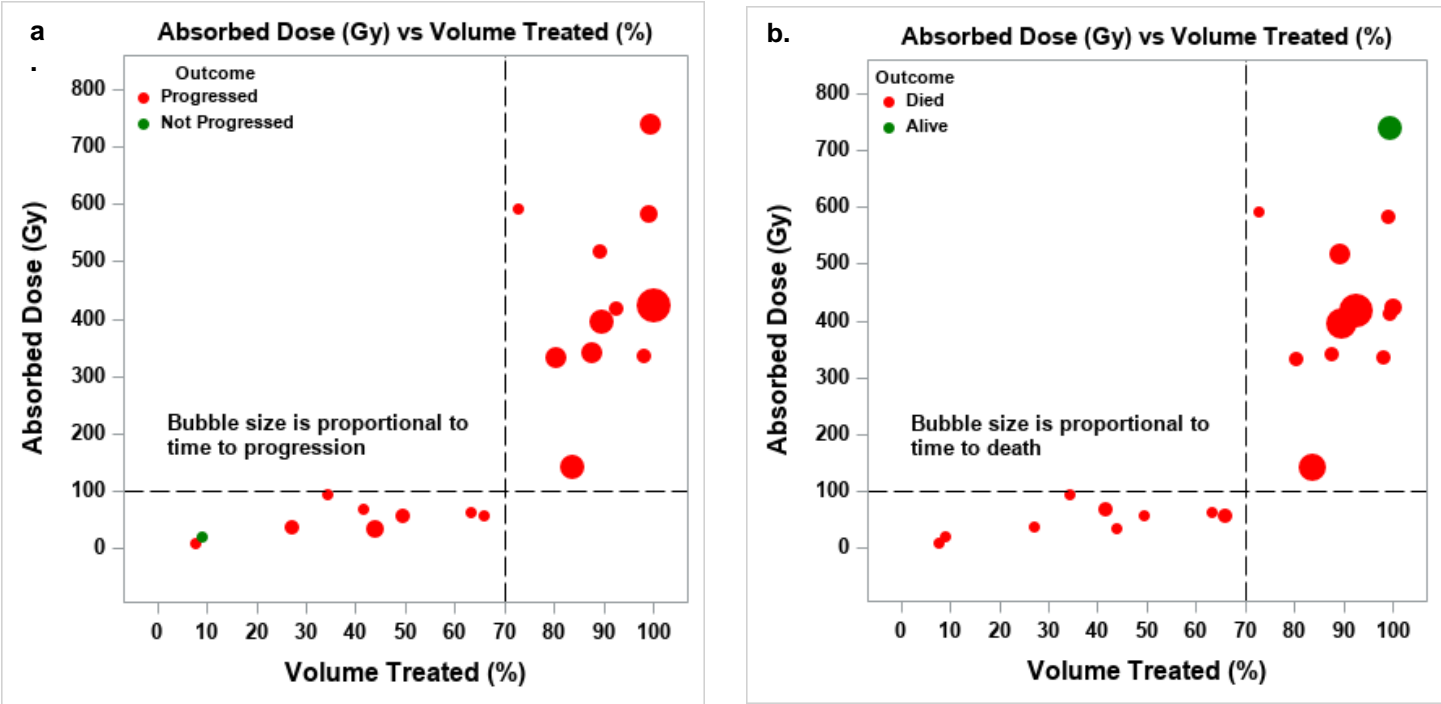 a
.
Absorbed Dose (Gy) vs Volume Treated (%)
Outcome
Progressed
Not Progressed
Absorbed Dose (Gy)
800
700
600
500
400
300
200
100
0
Bubble size is proportional to
time to progression
0 10 20 30 40 50 60 70 80 90 100
Volume Treated (%)
b.
Absorbed Dose (Gy) vs Volume Treated (%)
Outcome
Died
Alive
Absorbed Dose (Gy)
800
700
600
500
400
300
200
100
0
Bubble size is proportional to
time to death
0 10 20 30 40 50 60 70 80 90 100
Volume Treated (%)